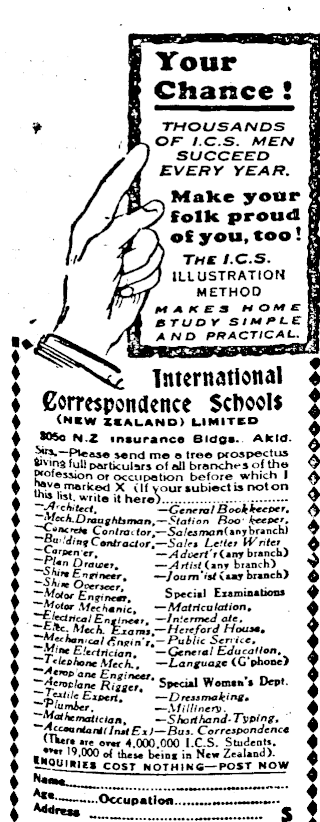 Your
Chance!
THOUSANDS
OF I.C.S. MEN
SUCCEED
EVERY YEAR.
Make your
folk proud
of you, too!
THE I.C.S.
ILLUSTRATION
METHOD
MAKES HOME
STUDY SIMPLE
AND PRACTICAL.
International
Correspondence Schools
(NEW ZEALAND) LIMITED
N.Z Insurance Bldgs. Akld.
Sirs,—Please send me a free prospectus
giving full particulars of all branches of the
profession or occupation before which I
have marked X (If your subject is not on
this list, write it here)
—Architect,
—Mech. Draughtsman,
—Concrete Contractor,
—Building Contractor,
—Carpenter,
—Plan Drawer,
—Shire Engineer,
—Shire Overseer,
—Motor Engineer,
—Motor Mechanic,
—Electrical Engineer,
—Elec. Mech. Exams,
—Mechanical Engin'r,
—Mine Electrician,
—Telephone Mech.,
—Aeroplane Engineer,
—Aeroplane Rigger,
—Textile Expert,
—Plumber,
—Mathematician,
—Accountant (Inst Ex)
—General Bookkeeper,
—Station Bookkeeper,
—Salesman (any branch)
—Sales Letter Writer
—Advert'r (any branch)
—Artist (any branch)
—Journ'ist (any branch)
Special Examinations
—Matriculation,
—Intermediate,
—Hereford House,
—Public Service,
—General Education,
—Language (G'phone)
Special Women's Dept.
—Dressmaking,
—Millinery,
—Shorthand-Typing,
—Bus. Correspondence
(There are over 4,000,000 I.C.S. Students,
over 19,000 of these being in New Zealand).
ENQUIRIES COST NOTHING—POST NOW
Name
Age..........Occupation
Address
S